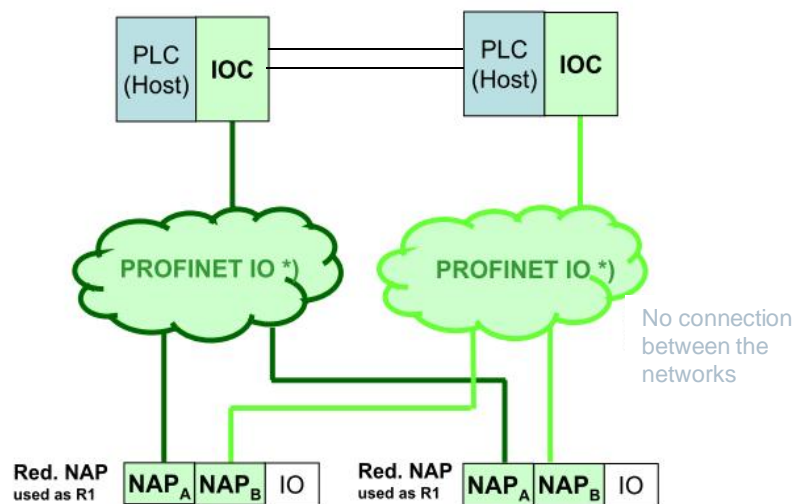 PLC
(Host)
IOC
PLC
(Host)
IOC
PROFINET IO *)
PROFINET IO *)
No connection
between the
networks
Red. NAP
used as R1
NAPA
NAPB
IO
Red. NAP
used as R1
NAPA
NAPB
IO